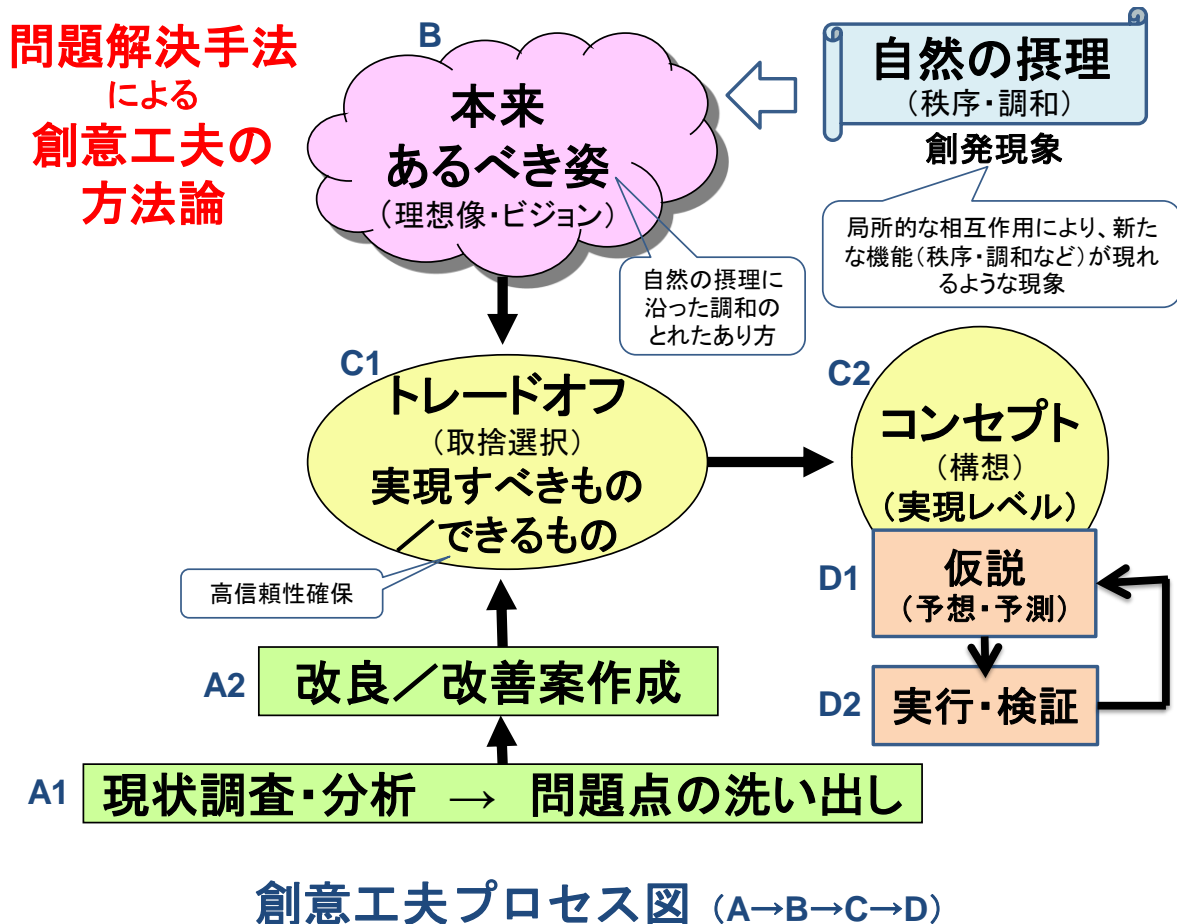 問題解決手法
による
創意工夫の
方法論
B
本来
あるべき姿
（理想像・ビジョン）
自然の摂理
（秩序・調和）
創発現象
局所的な相互作用により、新た
な機能（秩序・調和など）が現れ
るような現象
自然の摂理に
沿った調和の
とれたあり方
C1
トレードオフ
（取捨選択）
実現すべきもの
／できるもの
高信頼性確保
C2
コンセプト
（構想）
（実現レベル）
D1
仮説
（予想・予測）
D2
実行・検証
A2
改良／改善案作成
A1
現状調査・分析 → 問題点の洗い出し
創意工夫プロセス図（A→B→C→D）